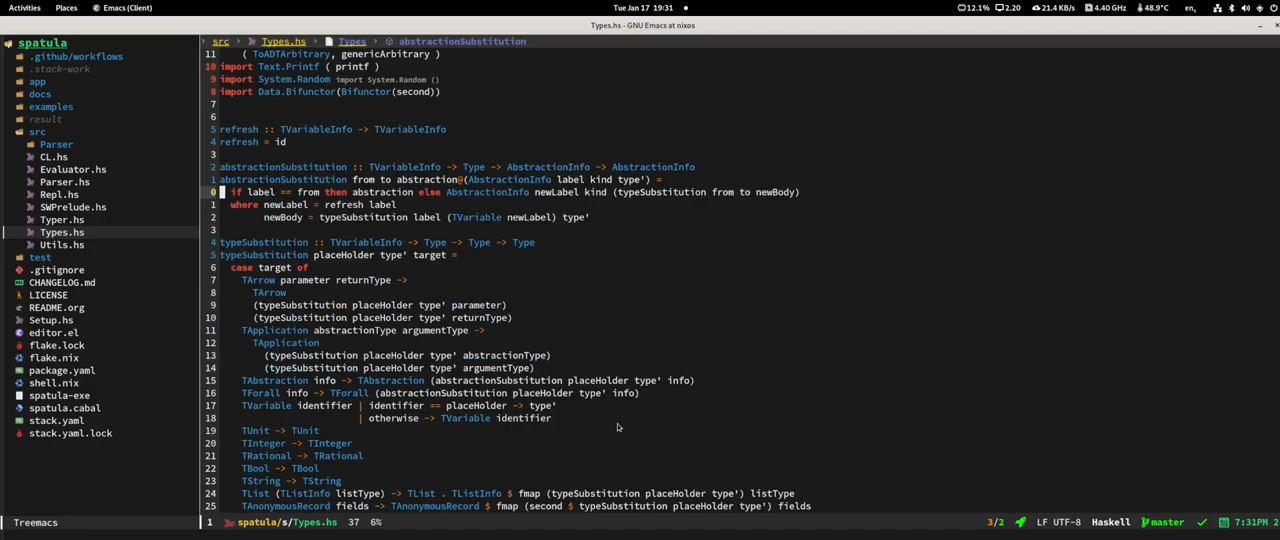 Activities Places Emacs (Client) Tue Jan 17 19:31 12.1% 2.20 21.4 KB/s 4.40 GHz 48.9°C en,
Types.hs - GNU Emacs at nixos
spatula
.github/workflows
.stack-work
app
docs
examples
result
src
Parser
CL.hs
Evaluator.hs
Parser.hs
Repl.hs
SWPrelude.hs
Typer.hs
Types.hs
Utils.hs
test
.gitignore
CHANGELOG.md
LICENSE
README.org
Setup.hs
editor.el
flake.lock
flake.nix
package.yaml
shell.nix
spatula-exe
spatula.cabal
stack.yaml
stack.yaml.lock
Treemacs
src › Types.hs › Types › abstractionSubstitution
11 ( ToADTArbitrary, genericArbitrary )
10 import Text.Printf ( printf )
9 import System.Random import System.Random ()
8 import Data.Bifunctor(Bifunctor(second))
7
6
5 refresh :: TVariableInfo -> TVariableInfo
4 refresh = id
3
2 abstractionSubstitution :: TVariableInfo -> Type -> AbstractionInfo -> AbstractionInfo
1 abstractionSubstitution from to abstraction@(AbstractionInfo label kind type') =
0 if label == from then abstraction else AbstractionInfo newLabel kind (typeSubstitution from to newBody)
1 where newLabel = refresh label
2 newBody = typeSubstitution label (TVariable newLabel) type'
3
4 typeSubstitution :: TVariableInfo -> Type -> Type -> Type
5 typeSubstitution placeHolder type' target =
6 case target of
7 TArrow parameter returnType ->
8 TArrow
9 (typeSubstitution placeHolder type' parameter)
10 (typeSubstitution placeHolder type' returnType)
11 TApplication abstractionType argumentType ->
12 TApplication
13 (typeSubstitution placeHolder type' abstractionType)
14 (typeSubstitution placeHolder type' argumentType)
15 TAbstraction info -> TAbstraction (abstractionSubstitution placeHolder type' info)
16 TForall info -> TForall (abstractionSubstitution placeHolder type' info)
17 TVariable identifier | identifier == placeHolder -> type'
18 | otherwise -> TVariable identifier
19 TUnit -> TUnit
20 TInteger -> TInteger
21 TRational -> TRational
22 TBool -> TBool
23 TString -> TString
24 TList (TListInfo listType) -> TList . TListInfo $ fmap (typeSubstitution placeHolder type') listType
25 TAnonymousRecord fields -> TAnonymousRecord $ fmap (second $ typeSubstitution placeHolder type') fields
1 spatula/s/Types.hs 37 6% 3/2 LF UTF-8 Haskell master 7:31PM 2